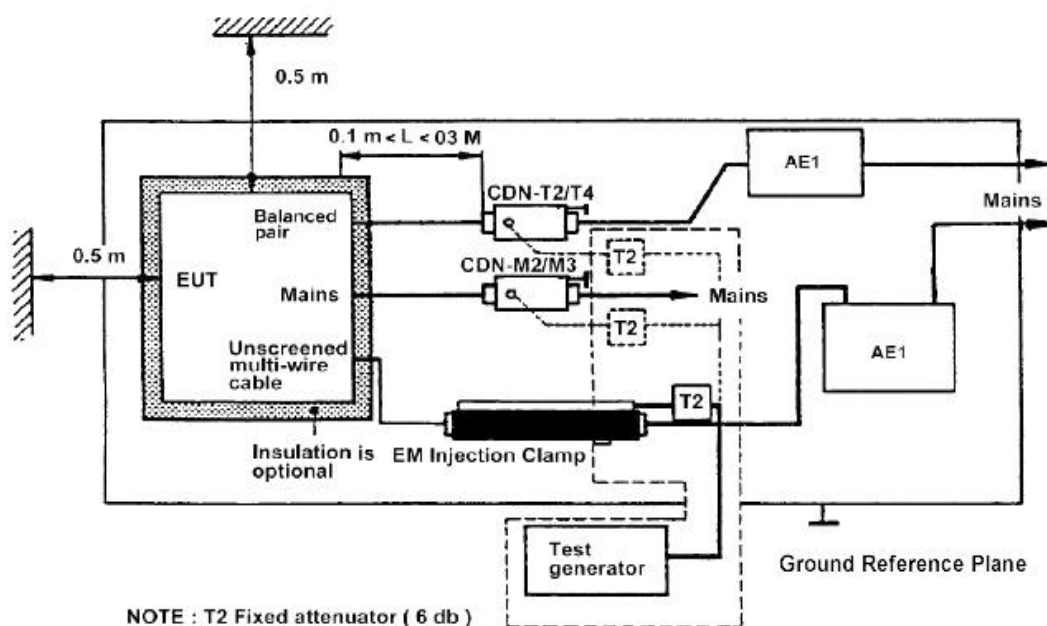 0.5 m
0.1 m < L < 03 M
AE1
CDN-T2/T4
Balanced
pair
Mains
0.5 m
T2
CDN-M2/M3
EUT
Mains
Mains
T2
AE1
Unscreened
multi-wire
cable
T2
Insulation is
optional
EM Injection Clamp
Test
generator
Ground Reference Plane
NOTE : T2 Fixed attenuator ( 6 db )